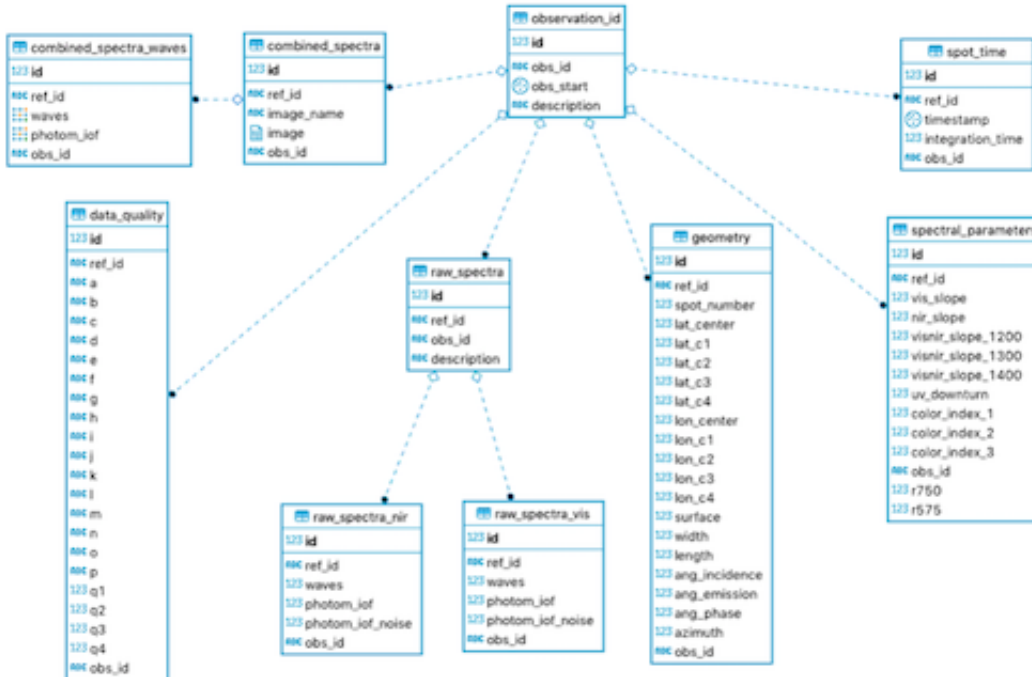 observation_id
123 id
ABC obs_id
obs_start
ABC description
combined_spectra_waves
123 id
ABC ref_id
waves
photom_iof
ABC obs_id
combined_spectra
123 id
ABC ref_id
ABC image_name
image
ABC obs_id
spot_time
123 id
ABC ref_id
timestamp
123 integration_time
ABC obs_id
data_quality
123 id
ABC ref_id
ABC a
ABC b
ABC c
ABC d
ABC e
ABC f
ABC g
ABC h
ABC i
ABC j
ABC k
ABC l
ABC m
ABC n
ABC o
ABC p
123 q1
123 q2
123 q3
123 q4
ABC obs_id
raw_spectra
123 id
ABC ref_id
ABC obs_id
ABC description
geometry
123 id
ABC ref_id
123 spot_number
123 lat_center
123 lat_c1
123 lat_c2
123 lat_c3
123 lat_c4
123 lon_center
123 lon_c1
123 lon_c2
123 lon_c3
123 lon_c4
123 surface
123 width
123 length
123 ang_incidence
123 ang_emission
123 ang_phase
123 azimuth
ABC obs_id
spectral_parameter
123 id
ABC ref_id
123 vis_slope
123 nir_slope
123 visnir_slope_1200
123 visnir_slope_1300
123 visnir_slope_1400
123 uv_downturn
123 color_index_1
123 color_index_2
123 color_index_3
ABC obs_id
123 r750
123 r575
raw_spectra_nir
123 id
ABC ref_id
123 waves
123 photom_iof
123 photom_iof_noise
ABC obs_id
raw_spectra_vis
123 id
ABC ref_id
123 waves
123 photom_iof
123 photom_iof_noise
ABC obs_id